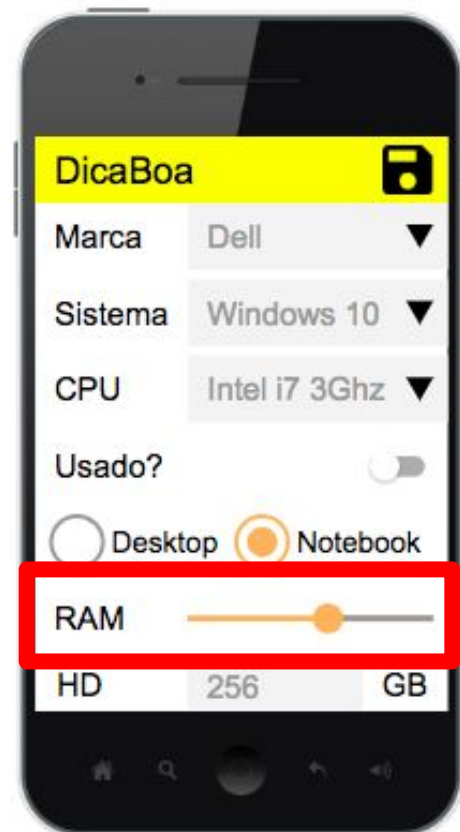 DicaBoa
Marca Dell
Sistema Windows 10
CPU Intel i7 3Ghz
Usado?
Desktop Notebook
RAM
HD 256 GB